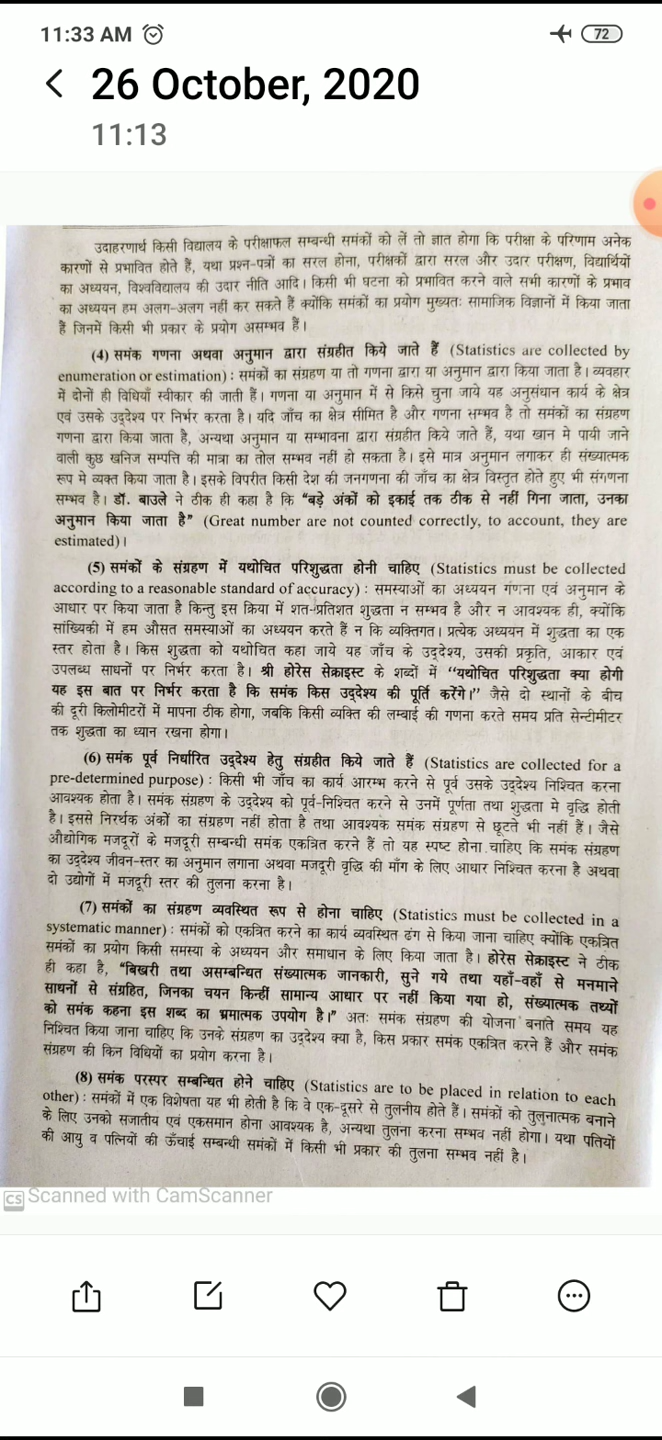 11:33 AM
72
26 October, 2020
11:13
उदाहरणार्थ किसी विद्यालय के परीक्षाफल सम्बन्धी समंकों को लें तो ज्ञात होगा कि परीक्षा के परिणाम अनेक
कारणों से प्रभावित होते हैं, यथा प्रश्न-पत्रों का सरल होना, परीक्षकों द्वारा सरल और उदार परीक्षण, विद्यार्थियों
का अध्ययन, विश्वविद्यालय की उदार नीति आदि। किसी भी घटना को प्रभावित करने वाले सभी कारणों के प्रभाव
का अध्ययन हम अलग-अलग नहीं कर सकते हैं क्योंकि समंकों का प्रयोग मुख्यतः सामाजिक विज्ञानों में किया जाता
हैं जिनमें किसी भी प्रकार के प्रयोग असम्भव हैं।
(4) समंक गणना अथवा अनुमान द्वारा संग्रहीत किये जाते हैं (Statistics are collected by
enumeration or estimation) : समंकों का संग्रहण या तो गणना द्वारा या अनुमान द्वारा किया जाता है। व्यवहार
में दोनों ही विधियाँ स्वीकार की जाती हैं। गणना या अनुमान में से किसे चुना जाये यह अनुसंधान कार्य के क्षेत्र
एवं उसके उद्देश्य पर निर्भर करता है। यदि जाँच का क्षेत्र सीमित है और गणना सम्भव है तो समंकों का संग्रहण
गणना द्वारा किया जाता है, अन्यथा अनुमान या सम्भावना द्वारा संग्रहीत किये जाते हैं, यथा खान मे पायी जाने
वाली कुछ खनिज सम्पत्ति की मात्रा का तोल सम्भव नहीं हो सकता है। इसे मात्र अनुमान लगाकर ही संख्यात्मक
रूप मे व्यक्त किया जाता है। इसके विपरीत किसी देश की जनगणना की जाँच का क्षेत्र विस्तृत होते हुए भी संगणना
सम्भव है। डॉ. बाउले ने ठीक ही कहा है कि “बड़े अंकों को इकाई तक ठीक से नहीं गिना जाता, उनका
अनुमान किया जाता है” (Great number are not counted correctly, to account, they are
estimated)।
(5) समंकों के संग्रहण में यथोचित परिशुद्धता होनी चाहिए (Statistics must be collected
according to a reasonable standard of accuracy) : समस्याओं का अध्ययन गणना एवं अनुमान के
आधार पर किया जाता है किन्तु इस क्रिया में शत-प्रतिशत शुद्धता न सम्भव है और न आवश्यक ही, क्योंकि
सांख्यिकी में हम औसत समस्याओं का अध्ययन करते हैं न कि व्यक्तिगत। प्रत्येक अध्ययन में शुद्धता का एक
स्तर होता है। किस शुद्धता को यथोचित कहा जाये यह जाँच के उद्देश्य, उसकी प्रकृति, आकार एवं
उपलब्ध साधनों पर निर्भर करता है। श्री होरेस सेक्राइस्ट के शब्दों में “यथोचित परिशुद्धता क्या होगी
यह इस बात पर निर्भर करता है कि समंक किस उद्देश्य की पूर्ति करेंगे।” जैसे दो स्थानों के बीच
की दूरी किलोमीटरों में मापना ठीक होगा, जबकि किसी व्यक्ति की लम्बाई की गणना करते समय प्रति सेन्टीमीटर
तक शुद्धता का ध्यान रखना होगा।
(6) समंक पूर्व निर्धारित उद्देश्य हेतु संग्रहीत किये जाते हैं (Statistics are collected for a
pre-determined purpose) : किसी भी जाँच का कार्य आरम्भ करने से पूर्व उसके उद्देश्य निश्चित करना
आवश्यक होता है। समंक संग्रहण के उद्देश्य को पूर्व-निश्चित करने से उनमें पूर्णता तथा शुद्धता मे वृद्धि होती
है। इससे निरर्थक अंकों का संग्रहण नहीं होता है तथा आवश्यक समंक संग्रहण से छूटते भी नहीं हैं। जैसे
औद्योगिक मजदूरों के मजदूरी सम्बन्धी समंक एकत्रित करने हैं तो यह स्पष्ट होना चाहिए कि समंक संग्रहण
का उद्देश्य जीवन-स्तर का अनुमान लगाना अथवा मजदूरी वृद्धि की माँग के लिए आधार निश्चित करना है अथवा
दो उद्योगों में मजदूरी स्तर की तुलना करना है।
(7) समंकों का संग्रहण व्यवस्थित रूप से होना चाहिए (Statistics must be collected in a
systematic manner) : समंकों को एकत्रित करने का कार्य व्यवस्थित ढंग से किया जाना चाहिए क्योंकि एकत्रित
समंकों का प्रयोग किसी समस्या के अध्ययन और समाधान के लिए किया जाता है। होरेस सेक्राइस्ट ने ठीक
ही कहा है, “बिखरी तथा असम्बन्धित संख्यात्मक जानकारी, सुने गये तथा यहाँ-वहाँ से मनमाने
साधनों से संग्रहित, जिनका चयन किन्हीं सामान्य आधार पर नहीं किया गया हो, संख्यात्मक तथ्यों
को समंक कहना इस शब्द का भ्रमात्मक उपयोग है।” अतः समंक संग्रहण की योजना बनाते समय यह
निश्चित किया जाना चाहिए कि उनके संग्रहण का उद्देश्य क्या है, किस प्रकार समंक एकत्रित करने हैं और समंक
संग्रहण की किन विधियों का प्रयोग करना है।
(8) समंक परस्पर सम्बन्धित होने चाहिए (Statistics are to be placed in relation to each
other) : समंकों में एक विशेषता यह भी होती है कि वे एक-दूसरे से तुलनीय होते हैं। समंकों को तुलनात्मक बनाने
के लिए उनको सजातीय एवं एकसमान होना आवश्यक है, अन्यथा तुलना करना सम्भव नहीं होगा। यथा पतियों
की आयु व पत्नियों की ऊँचाई सम्बन्धी समंकों में किसी भी प्रकार की तुलना सम्भव नहीं है।
CS Scanned with CamScanner